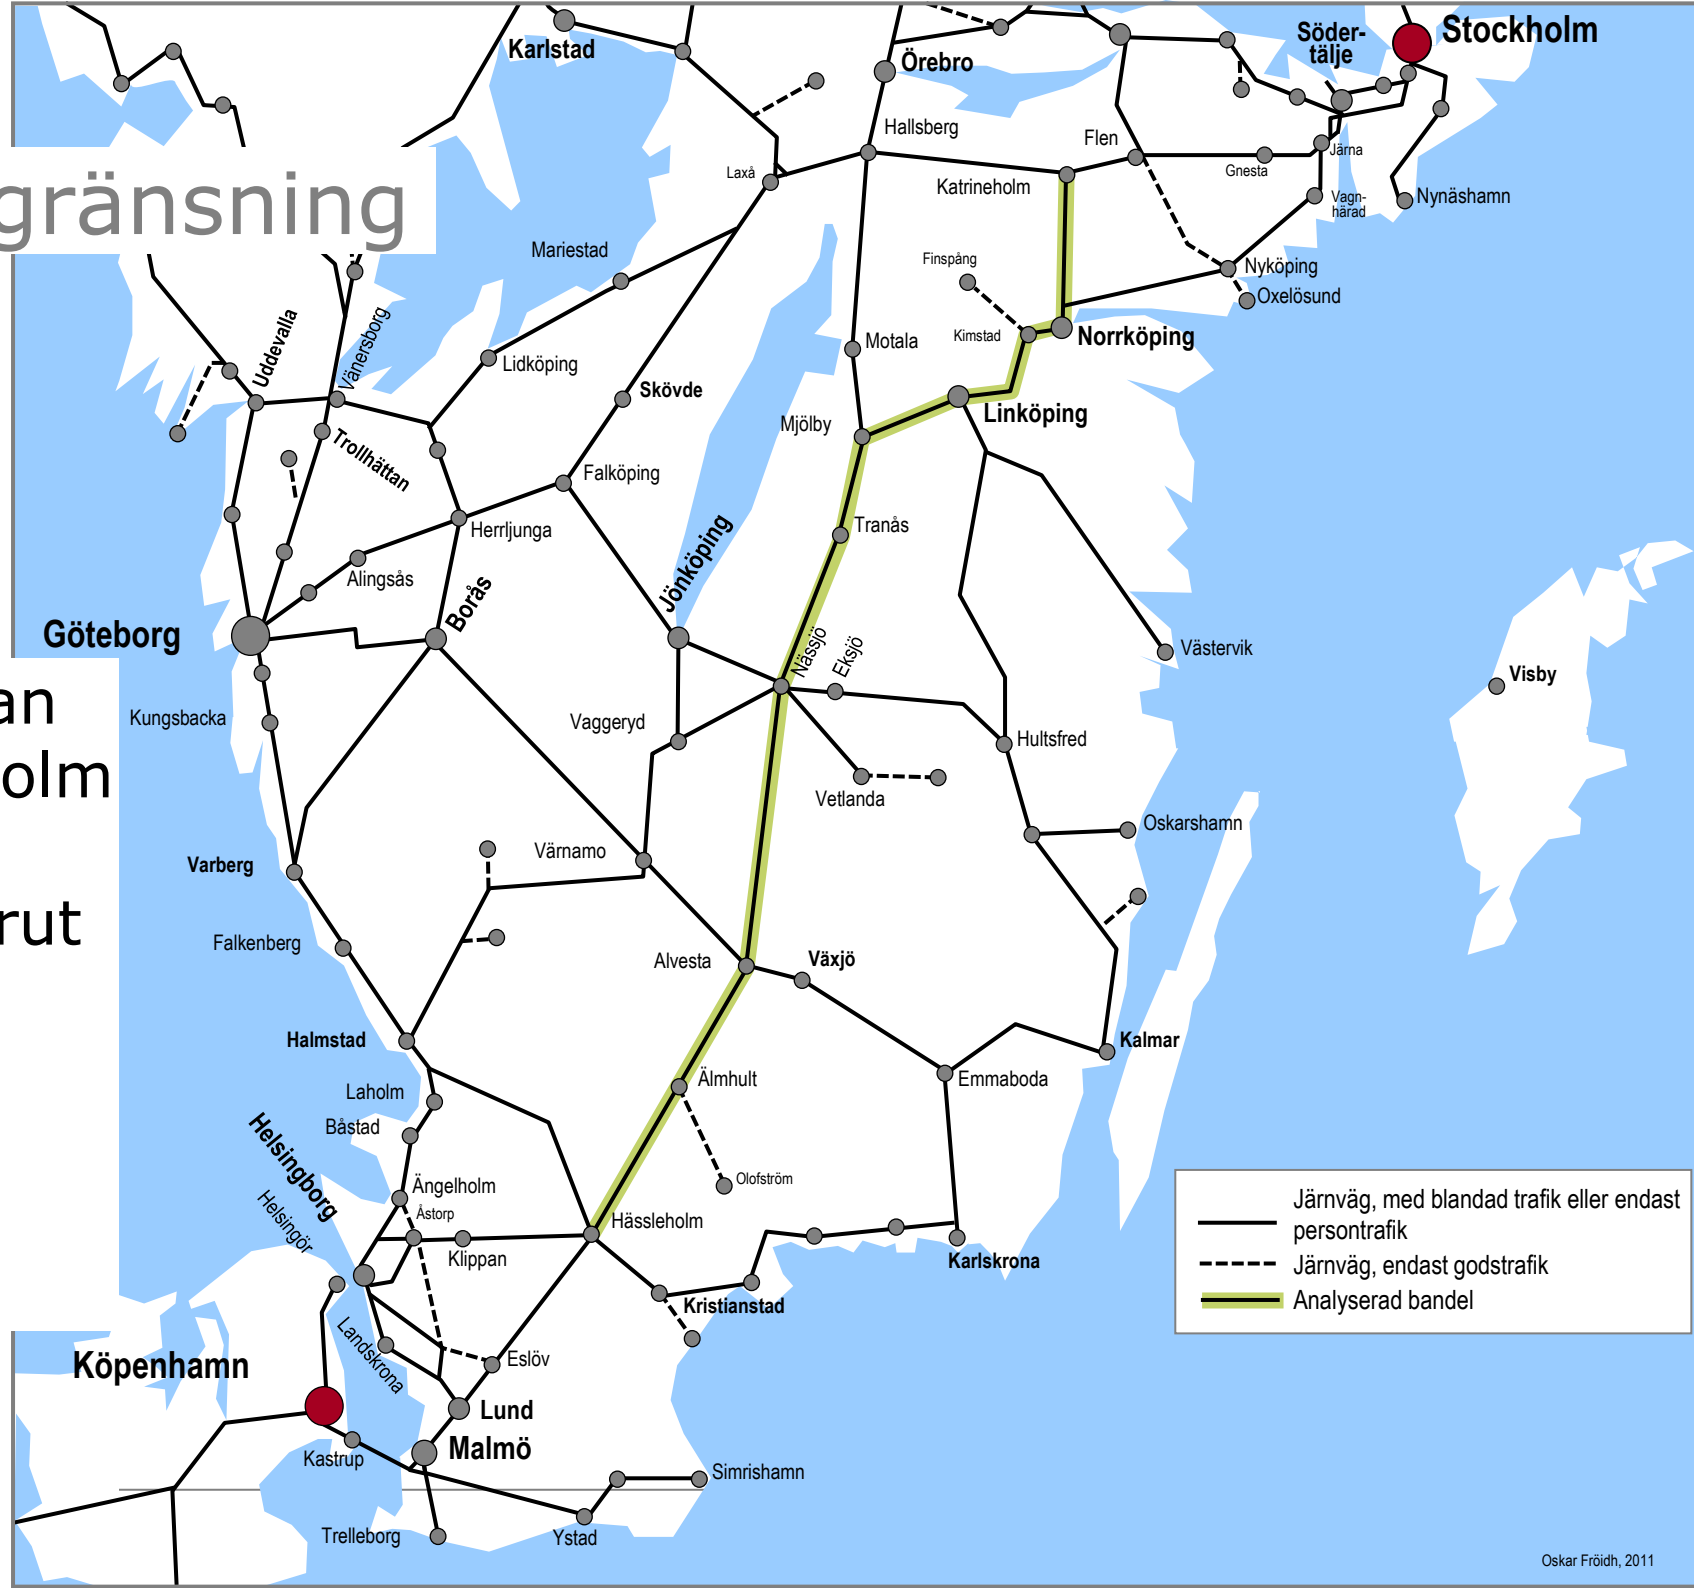 Karlstad
Örebro
Söder-
tälje
Stockholm
Hallsberg
Flen
Järna
Laxå
Katrineholm
Gnesta
Vagn-
härad
Nynäshamn
gränsning
Mariestad
Finspång
Nyköping
Oxelösund
Uddevalla
Vänersborg
Lidköping
Motala
Kimstad
Norrköping
Skövde
Linköping
Mjölby
Trollhättan
Falköping
Tranås
Herrljunga
Jönköping
Alingsås
Borås
Göteborg
Nässjö
Eksjö
Västervik
Visby
an
Kungsbacka
Vaggeryd
Hultsfred
olm
Vetlanda
Oskarshamn
Värnamo
Varberg
rut
Falkenberg
Alvesta
Växjö
Halmstad
Kalmar
Laholm
Älmhult
Emmaboda
Båstad
Helsingborg
Helsingör
Ängelholm
Åstorp
Olofström
Klippan
Hässleholm
Karlskrona
Kristianstad
Järnväg, med blandad trafik eller endast
persontrafik
Järnväg, endast godstrafik
Analyserad bandel
Landskrona
Eslöv
Köpenhamn
Lund
Malmö
Kastrup
Simrishamn
Trelleborg
Ystad
Oskar Fröidh, 2011